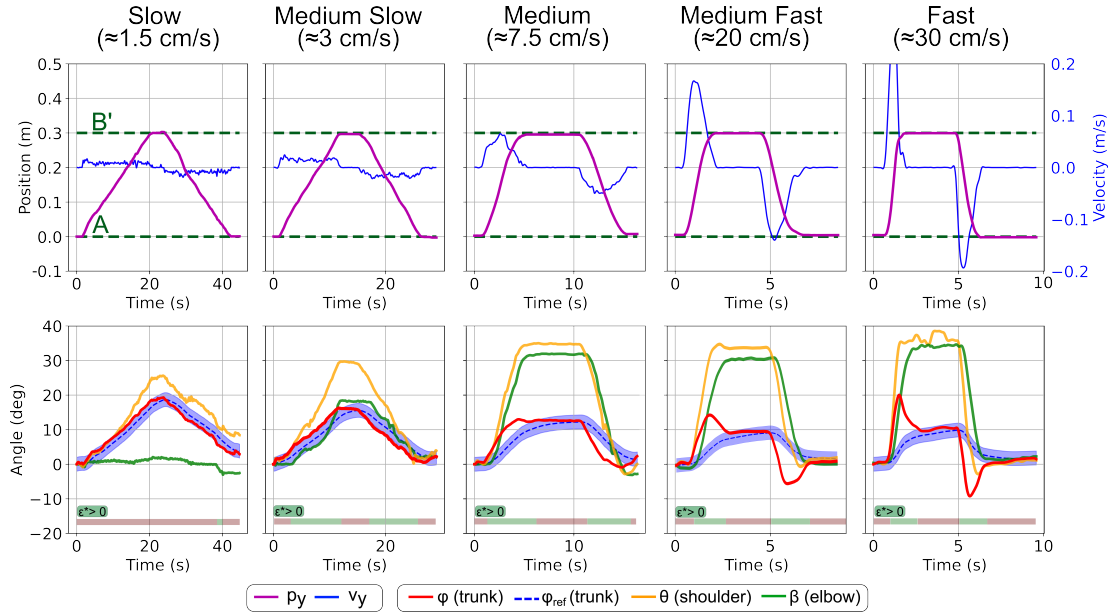 Slow
(≈1.5 cm/s)
Medium Slow
(≈3 cm/s)
Medium
(≈7.5 cm/s)
Medium Fast
(≈20 cm/s)
Fast
(≈30 cm/s)
Position (m)
0.5
0.4
0.3
0.2
0.1
0.0
-0.1
B'
A
0.2
0.1
0.0
−0.1
−0.2
Velocity (m/s)
0 20 40
Time (s)
0 20
Time (s)
0 10
Time (s)
0 5
Time (s)
0 5 10
Time (s)
Angle (deg)
40
30
20
10
0
−10
−20
ε*> 0
ε*> 0
ε*> 0
ε*> 0
ε*> 0
0 20 40
Time (s)
0 20
Time (s)
0 10
Time (s)
0 5
Time (s)
0 5 10
Time (s)
py vy
φ (trunk) φref (trunk) θ (shoulder) β (elbow)